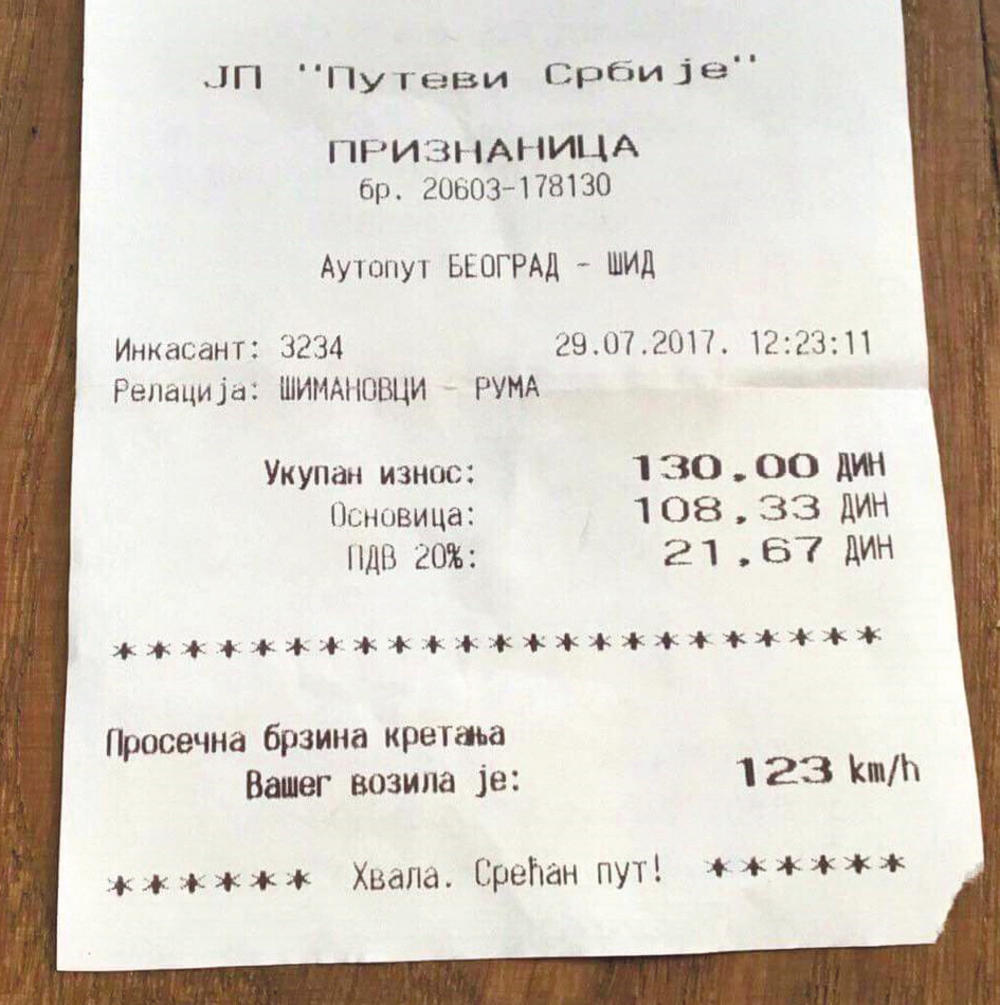 ЈП "Путеви Србије"
ПРИЗНАНИЦА
бр. 20603-178130
Аутопут БЕОГРАД - ШИД
Инкасант: 3234 29.07.2017. 12:23:11
Релација: ШИМАНОВЦИ - РУМА
Укупан износ: 130.00 ДИН
Основица: 108.33 ДИН
ПДВ 20%: 21.67 ДИН
***********************
Просечна брзина кретања
Вашег возила је: 123 km/h
****** Хвала. Срећан пут! ******